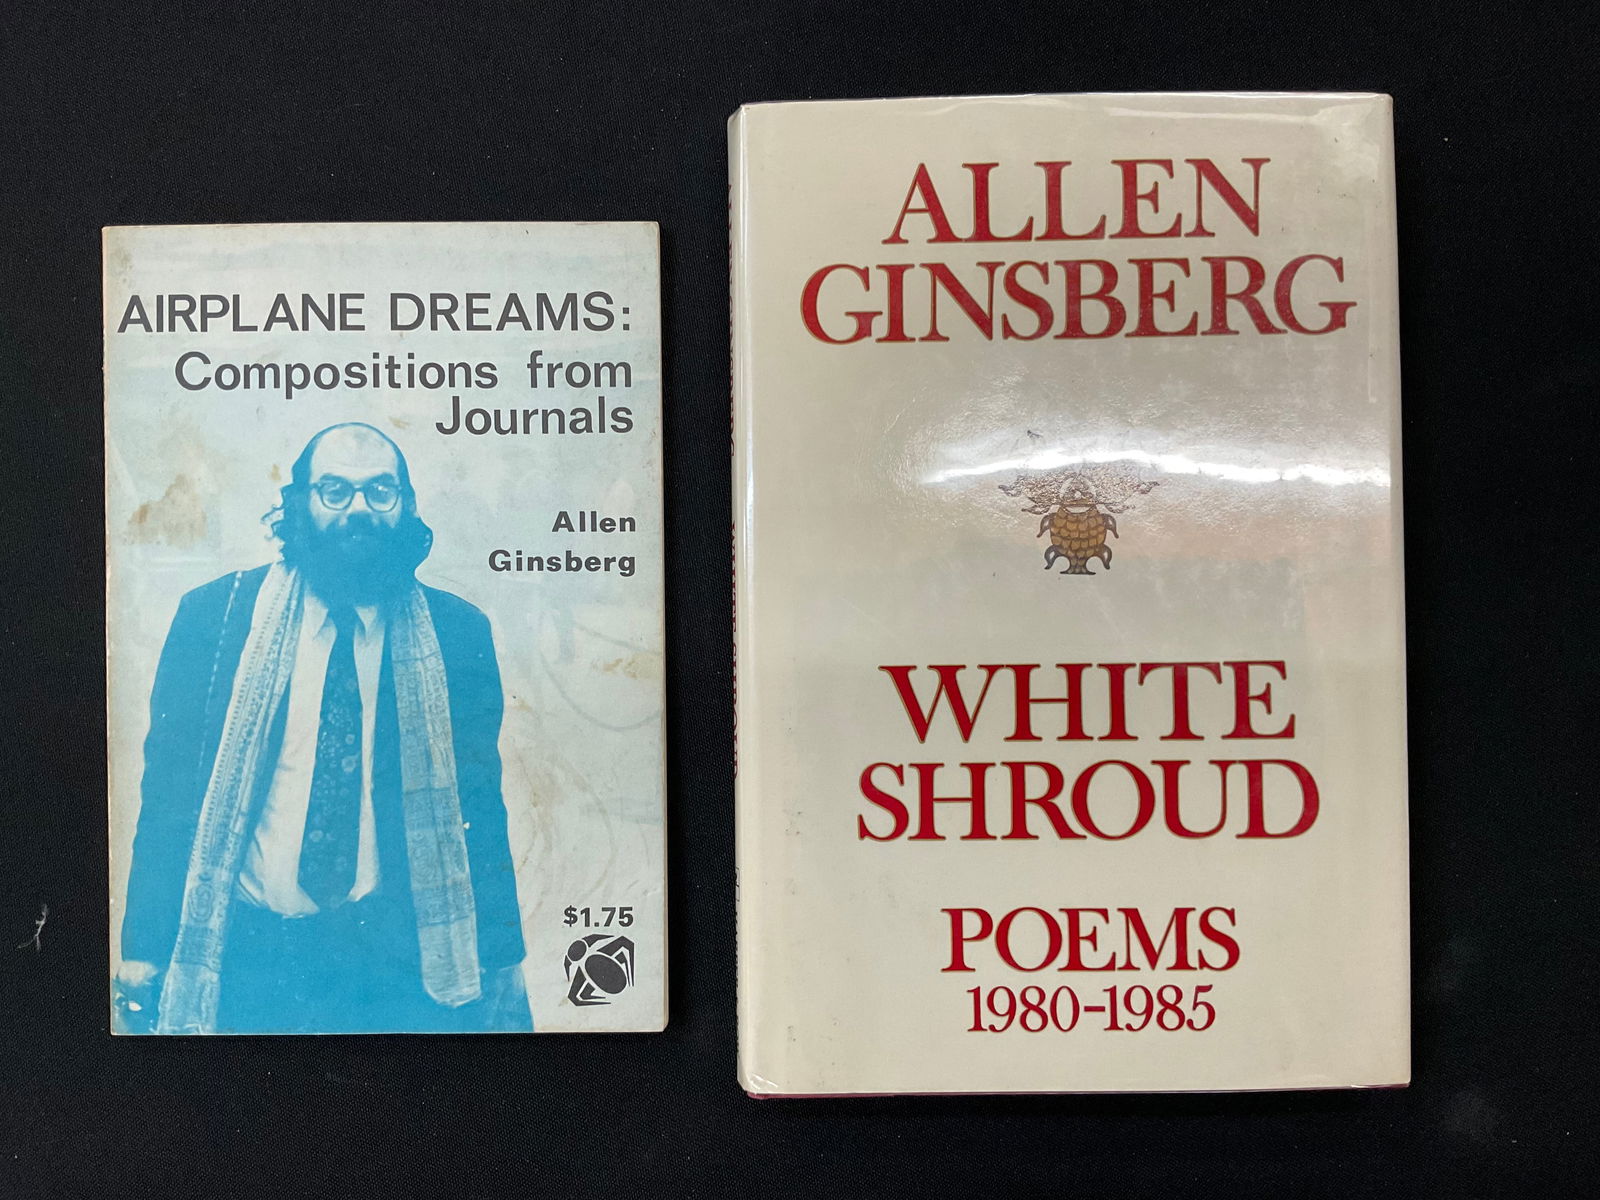 AIRPLANE DREAMS:
Compositions from
Journals
Allen
Ginsberg
$1.75
ALLEN
GINSBERG
WHITE
SHROUD
POEMS
1980-1985